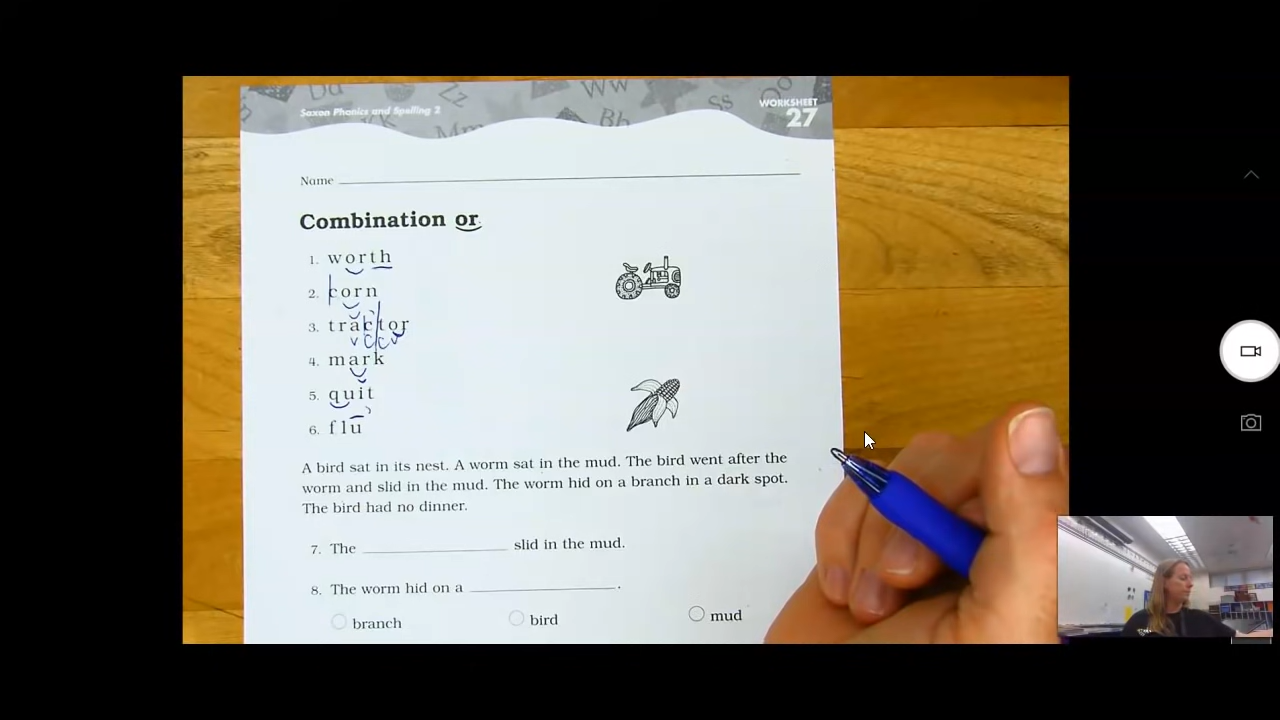 Saxon Phonics and Spelling 2
WORKSHEET
27
Name
Combination or
1. worth
2. corn
3. tractor
4. mark
5. quit
6. flu
A bird sat in its nest. A worm sat in the mud. The bird went after the
worm and slid in the mud. The worm hid on a branch in a dark spot.
The bird had no dinner.
7. The ____ slid in the mud.
8. The worm hid on a ____.
branch bird mud